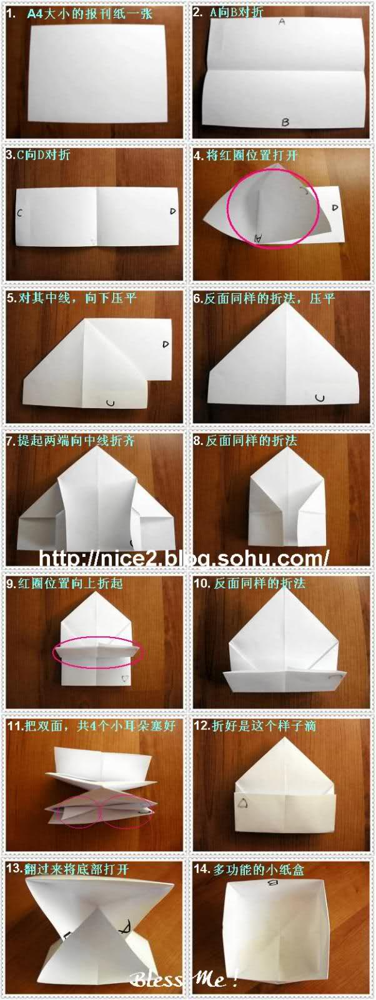 1. A4大小的报刊纸一张
2. A向B对折
A
B
3.C向D对折
C
D
4.将红圈位置打开
C
D
A
5.对其中线，向下压平
D
C
6.反面同样的折法，压平
C
7.提起两端向中线折齐
8.反面同样的折法
http://nice2.blog.sohu.com/
9.红圈位置向上折起
10.反面同样的折法
11.把双面，共4个小耳朵塞好
12.折好是这个样子滴
13.翻过来将底部打开
A
14.多功能的小纸盒
B
Bless Me !